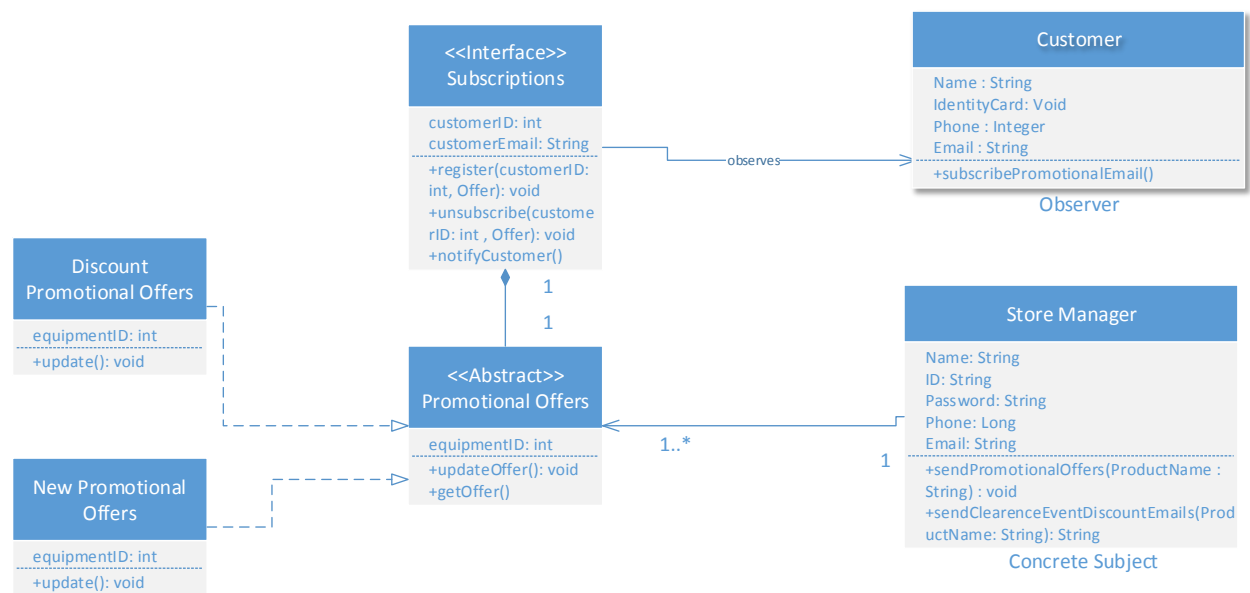 <<Interface>>
Subscriptions
customerID: int
customerEmail: String
+register(customerID:
int, Offer): void
+unsubscribe(custome
rID: int , Offer): void
+notifyCustomer()
observes
Customer
Name : String
IdentityCard: Void
Phone : Integer
Email : String
+subscribePromotionalEmail()
Observer
1
1
Discount
Promotional Offers
equipmentID: int
+update(): void
<<Abstract>>
Promotional Offers
equipmentID: int
+updateOffer(): void
+getOffer()
1..*
1
Store Manager
Name: String
ID: String
Password: String
Phone: Long
Email: String
+sendPromotionalOffers(ProductName :
String) : void
+sendClearenceEventDiscountEmails(Prod
uctName: String): String
Concrete Subject
New Promotional
Offers
equipmentID: int
+update(): void